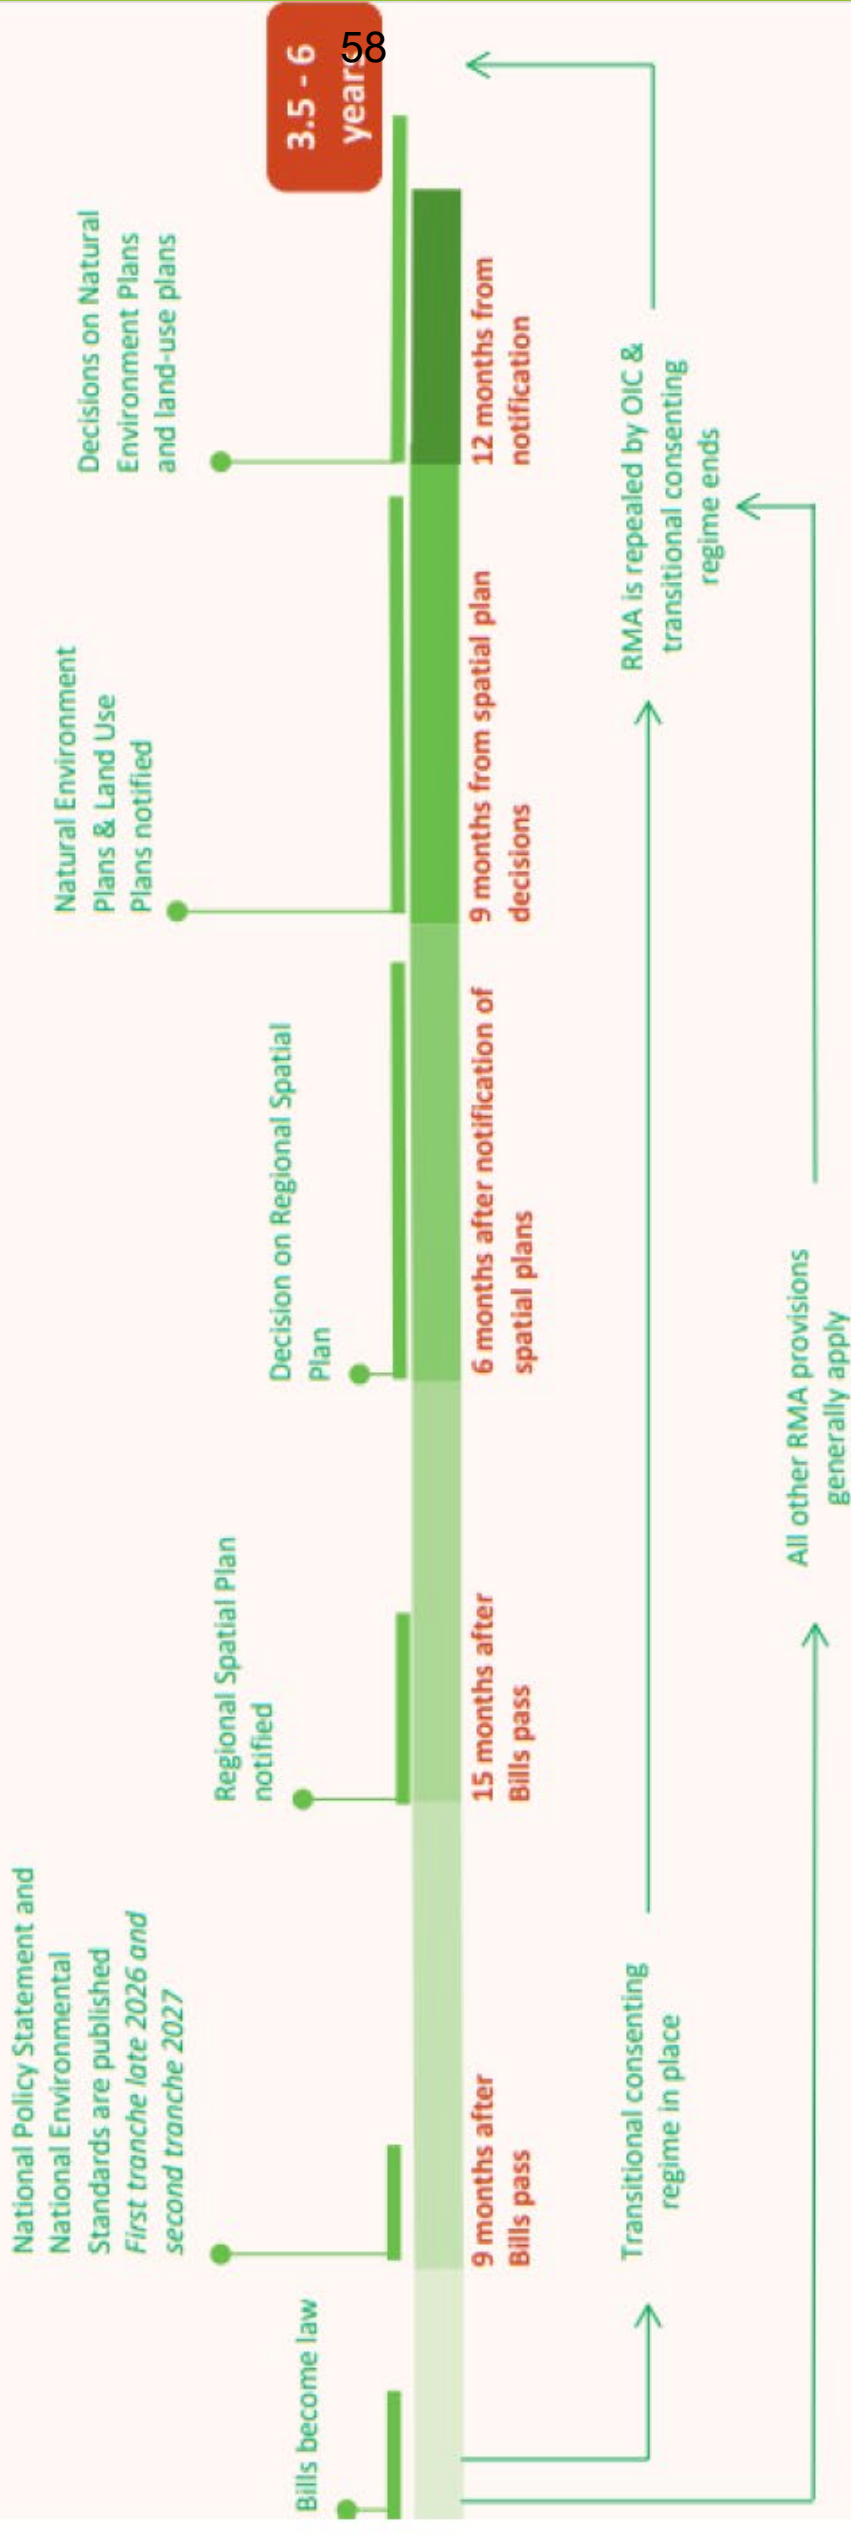 58
Bills become law
National Policy Statement and
National Environmental
Standards are published
First tranche late 2026 and
second tranche 2027
Regional Spatial Plan
notified
Decision on Regional Spatial
Plan
Natural Environment
Plans & Land Use
Plans notified
Decisions on Natural
Environment Plans
and land-use plans
3.5 - 6
years
9 months after
Bills pass
15 months after
Bills pass
6 months after notification of
spatial plans
9 months from spatial plan
decisions
12 months from
notification
Transitional consenting
regime in place
RMA is repealed by OIC &
transitional consenting
regime ends
All other RMA provisions
generally apply